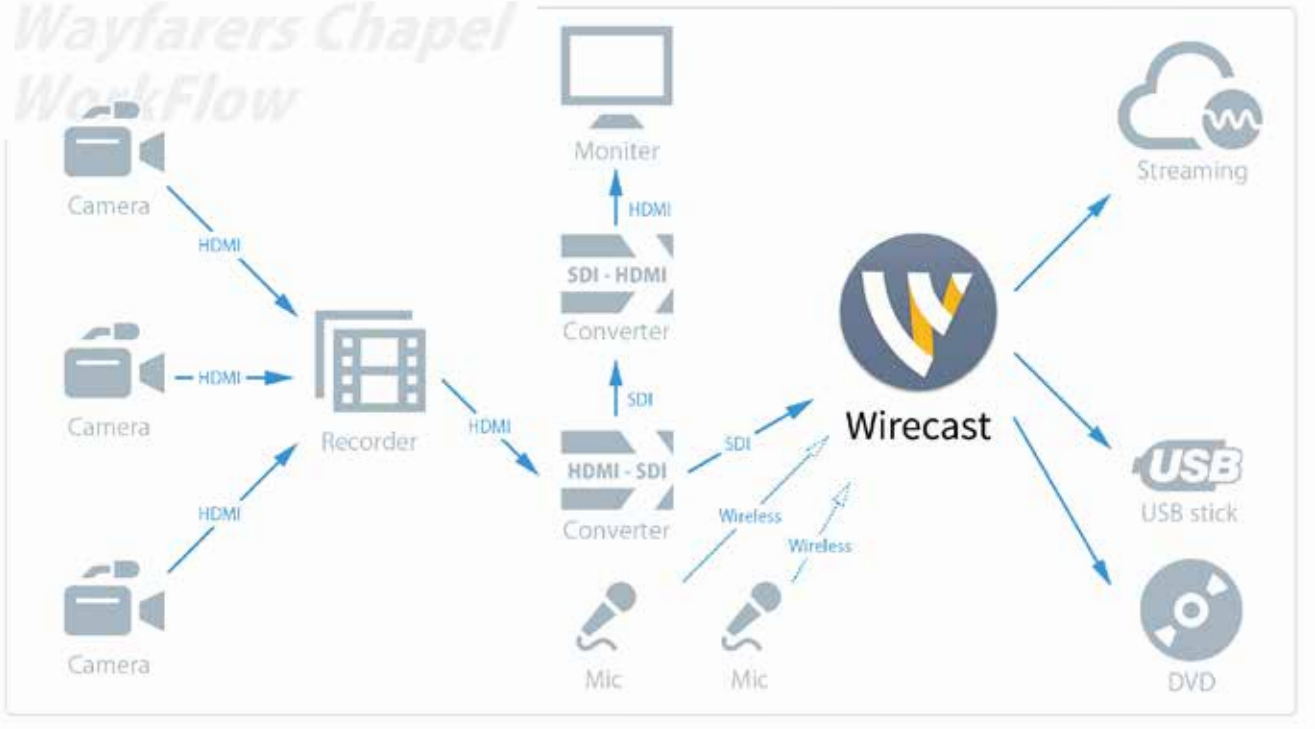 Wayfarers Chapel
WorkFlow
Camera
HDMI
Camera
HDMI
Camera
HDMI
Recorder
HDMI
Moniter
HDMI
SDI - HDMI
Converter
SDI
HDMI - SDI
Converter
SDI
Wireless
Wireless
Mic
Mic
Wirecast
Streaming
USB
USB stick
DVD